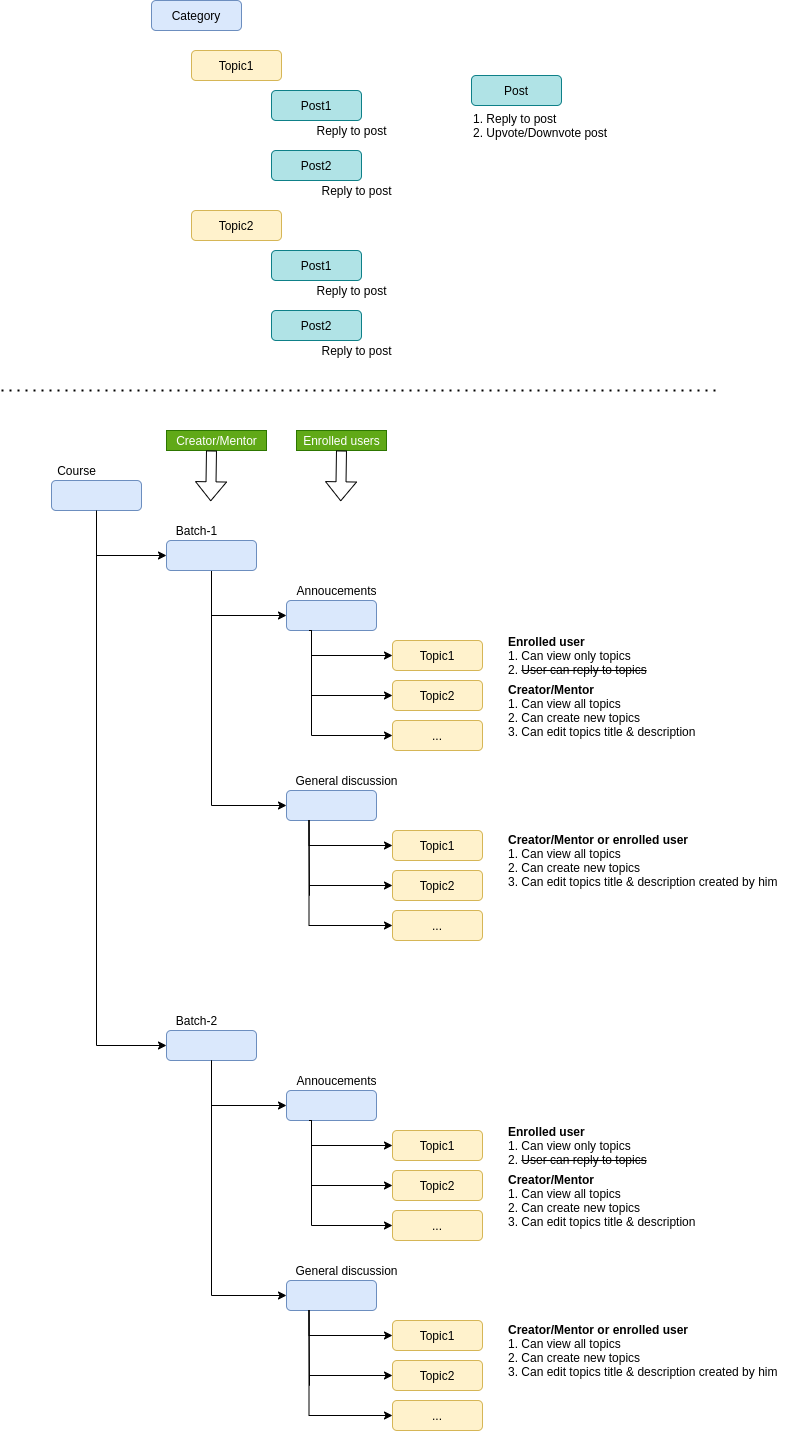 Category
Topic1
Post1
Reply to post
Post2
Reply to post
Topic2
Post1
Reply to post
Post2
Reply to post
Post
1. Reply to post
2. Upvote/Downvote post
Creator/Mentor
Enrolled users
Course
Batch-1
Annoucements
Topic1
Topic2
...
Enrolled user
1. Can view only topics
2. User can reply to topics
Creator/Mentor
1. Can view all topics
2. Can create new topics
3. Can edit topics title & description
General discussion
Topic1
Topic2
...
Creator/Mentor or enrolled user
1. Can view all topics
2. Can create new topics
3. Can edit topics title & description created by him
Batch-2
Annoucements
Topic1
Topic2
...
Enrolled user
1. Can view only topics
2. User can reply to topics
Creator/Mentor
1. Can view all topics
2. Can create new topics
3. Can edit topics title & description
General discussion
Topic1
Topic2
...
Creator/Mentor or enrolled user
1. Can view all topics
2. Can create new topics
3. Can edit topics title & description created by him